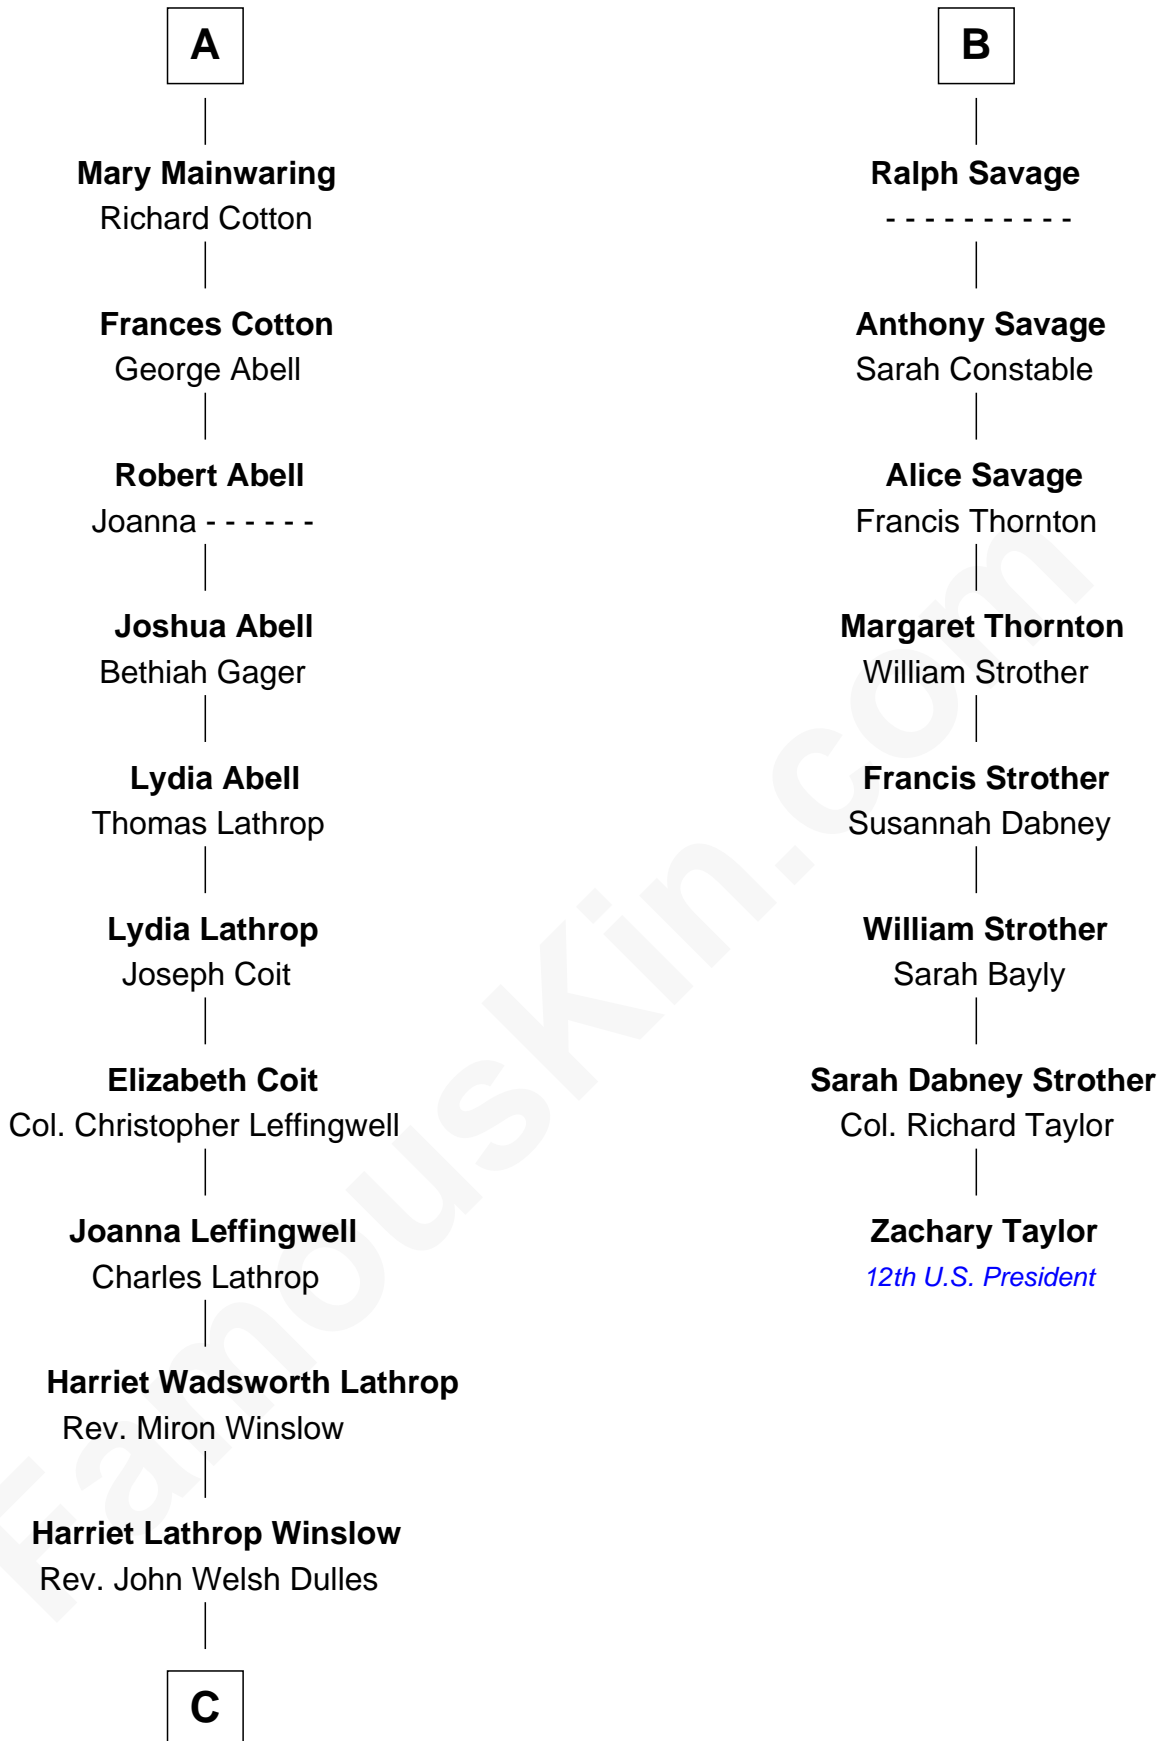 A
Mary Mainwaring
Richard Cotton
Frances Cotton
George Abell
Robert Abell
Joanna - - - - - -
Joshua Abell
Bethiah Gager
Lydia Abell
Thomas Lathrop
Lydia Lathrop
Joseph Coit
Elizabeth Coit
Col. Christopher Leffingwell
Joanna Leffingwell
Charles Lathrop
Harriet Wadsworth Lathrop
Rev. Miron Winslow
Harriet Lathrop Winslow
Rev. John Welsh Dulles
C
B
Ralph Savage
- - - - - - - - - -
Anthony Savage
Sarah Constable
Alice Savage
Francis Thornton
Margaret Thornton
William Strother
Francis Strother
Susannah Dabney
William Strother
Sarah Bayly
Sarah Dabney Strother
Col. Richard Taylor
Zachary Taylor
12th U.S. President
FamousKin.com